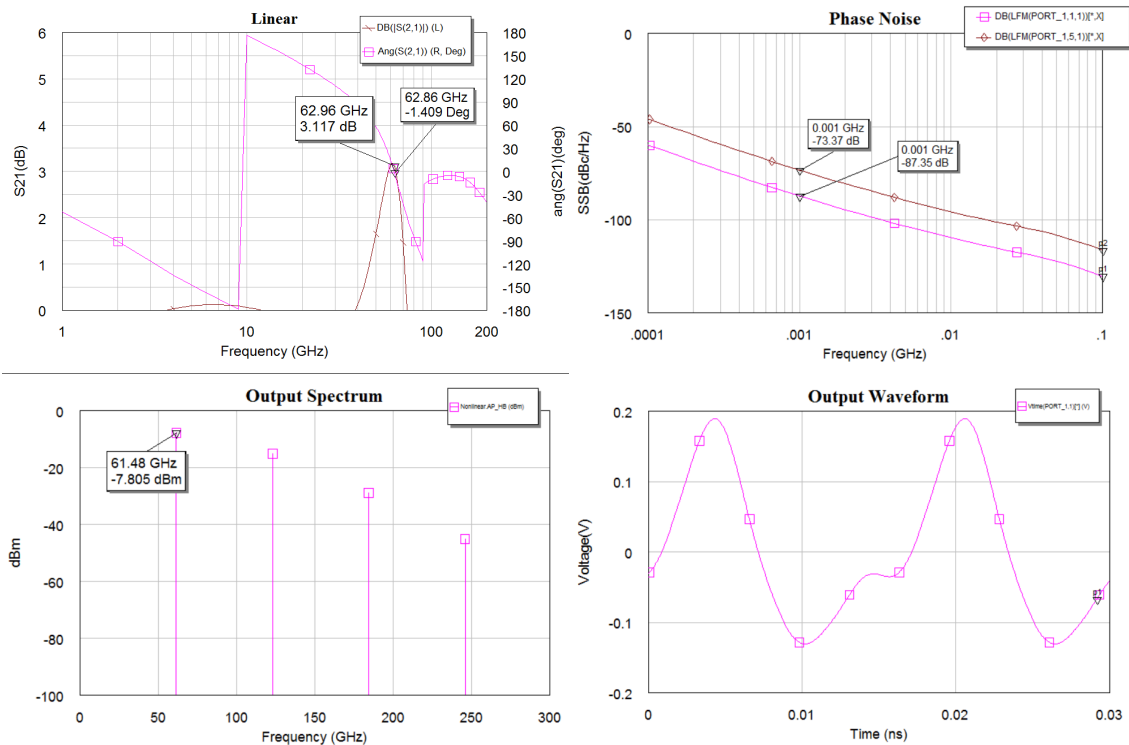 Linear
DB(|S(2,1)|) (L)
Ang(S(2,1)) (R, Deg)
62.96 GHz
3.117 dB
62.86 GHz
-1.409 Deg
S21(dB)
ang(S21)(deg)
6
5
4
3
2
1
0
180
150
120
90
60
30
0
-30
-60
-90
-120
-150
-180
1
10
100
200
Frequency (GHz)
Phase Noise
DB(LFM(PORT_1,1,1))[*,X]
DB(LFM(PORT_1,5,1))[*,X]
0.001 GHz
-73.37 dB
0.001 GHz
-87.35 dB
p2
p1
SSB(dBc/Hz)
0
-50
-100
-150
.0001
.001
.01
.1
Frequency (GHz)
Output Spectrum
Nonlinear.AP_HB (dBm)
61.48 GHz
-7.805 dBm
dBm
0
-20
-40
-60
-80
-100
0
50
100
150
200
250
300
Frequency (GHz)
Output Waveform
Vtime(PORT_1,1)[*] (V)
Voltage(V)
0.2
0.1
0
-0.1
-0.2
0
0.01
0.02
0.03
Time (ns)